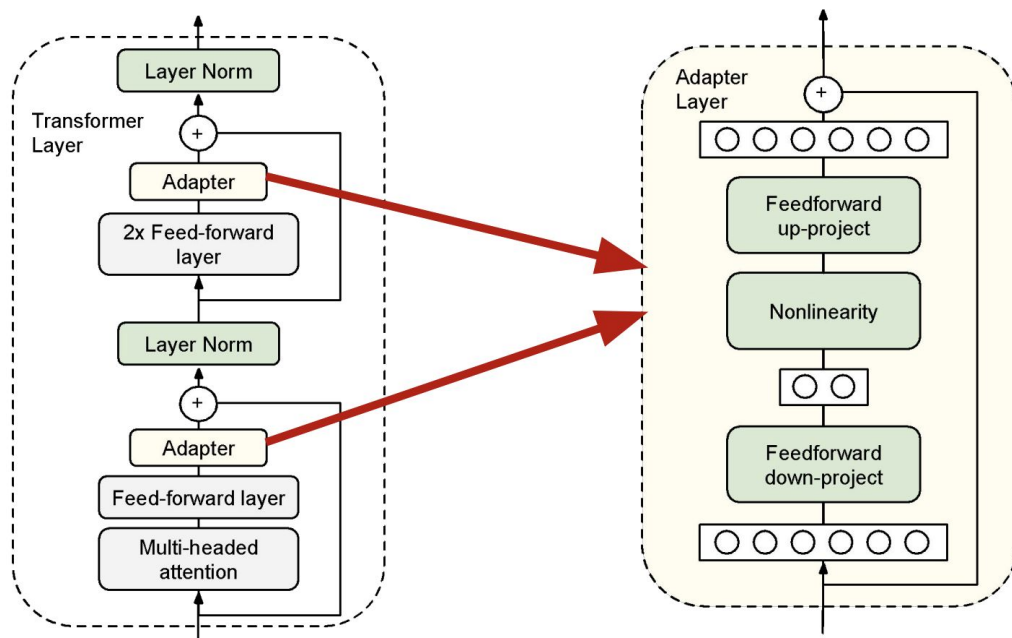 Layer Norm
Transformer
Layer
+
Adapter
2x Feed-forward
layer
Layer Norm
+
Adapter
Feed-forward layer
Multi-headed
attention
Adapter
Layer
+
Feedforward
up-project
Nonlinearity
Feedforward
down-project